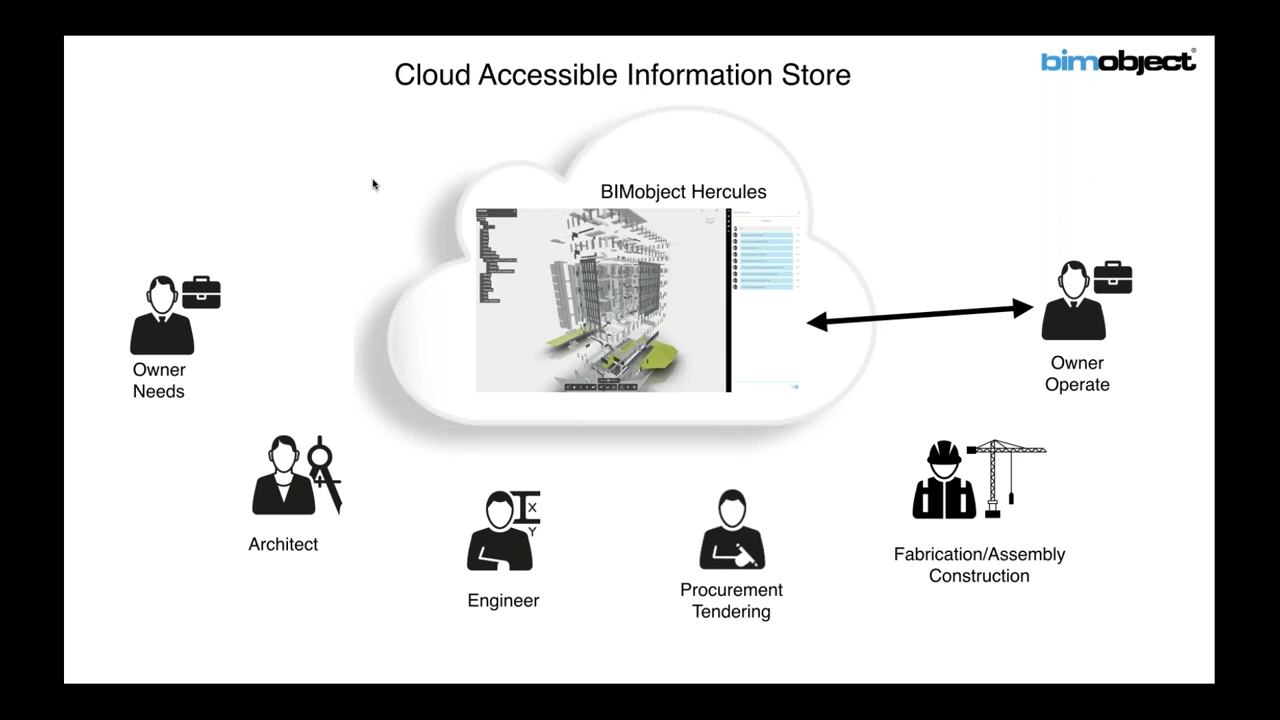 Cloud Accessible Information Store
bimobject®
BIMobject Hercules
Owner
Needs
Owner
Operate
Architect
X
Y
Engineer
Procurement
Tendering
Fabrication/Assembly
Construction